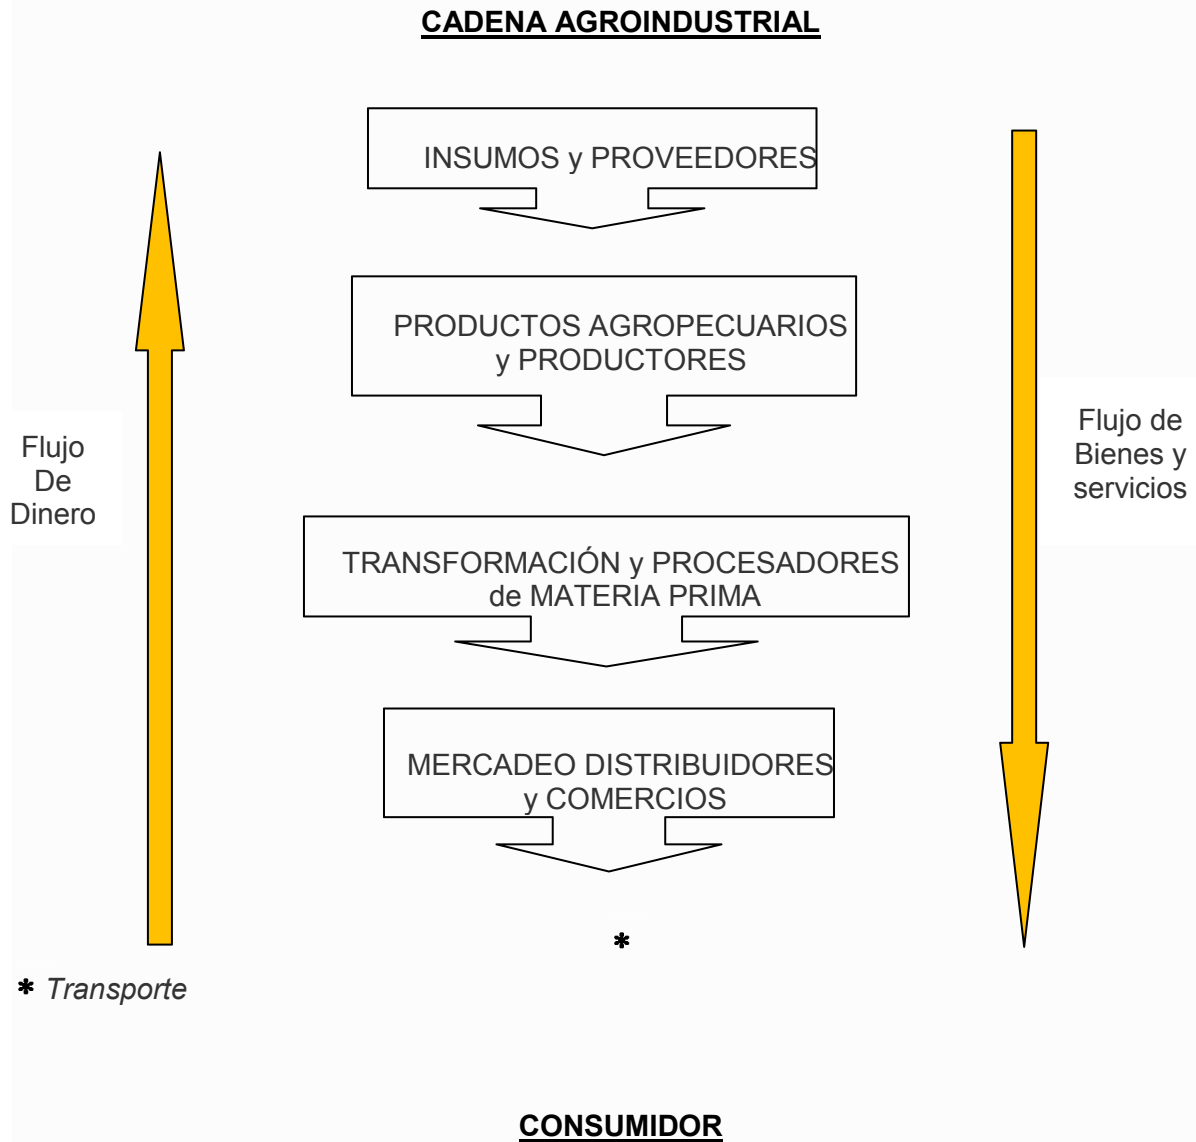 CADENA AGROINDUSTRIAL
INSUMOS y PROVEEDORES
PRODUCTOS AGROPECUARIOS
y PRODUCTORES
Flujo
De
Dinero
Flujo de
Bienes y
servicios
TRANSFORMACIÓN y PROCESADORES
de MATERIA PRIMA
MERCADEO DISTRIBUIDORES
y COMERCIOS
*
* Transporte
CONSUMIDOR